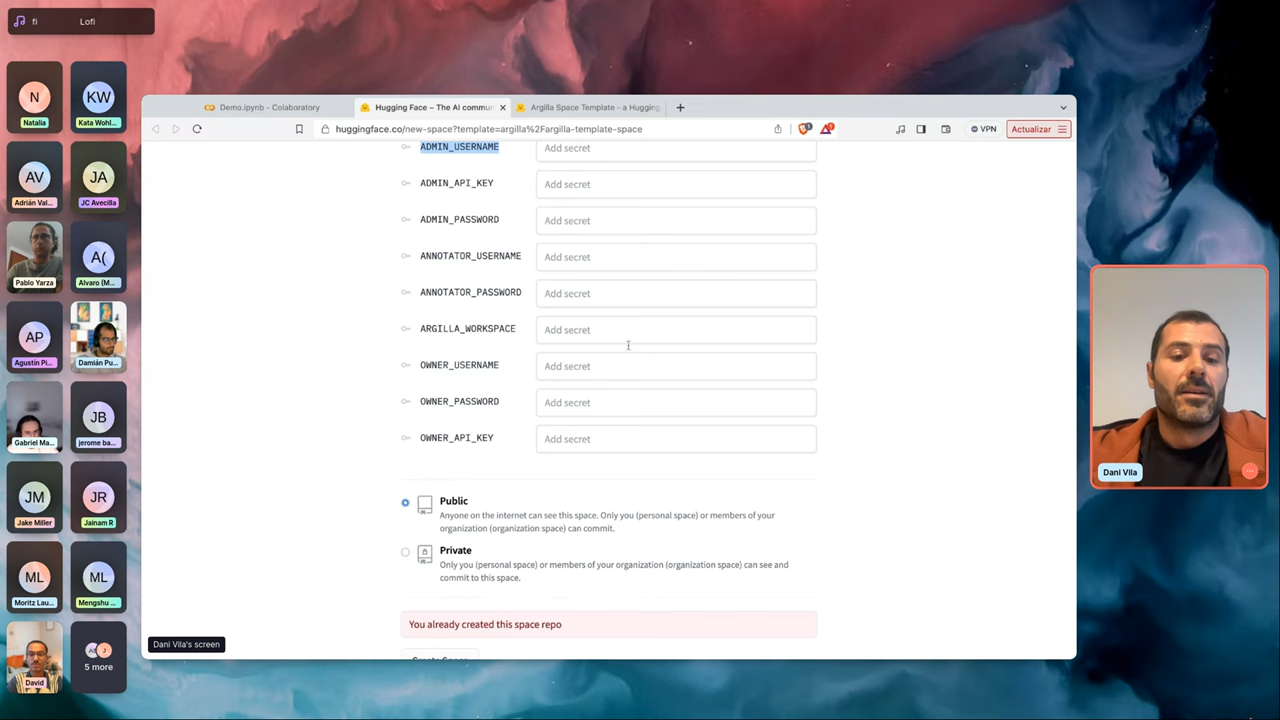 fi Lofi
N
Natalia
KW
Kata Wohl...
AV
Adrián Val...
JA
JC Avecilla
Pablo Yarza
A(
Alvaro (M...
AP
Agustín Pi...
Damián Pu...
Gabriel Ma...
JB
jerome ba...
JM
Jake Miller
JR
Jainam R
ML
Moritz Lau...
ML
Mengshu ...
David
J
5 more
Demo.ipynb - Colaboratory
Hugging Face – The AI commun
Argilla Space Template - a Hugging
huggingface.co/new-space?template=argilla%2Fargilla-template-space
VPN
Actualizar
ADMIN_USERNAME
Add secret
ADMIN_API_KEY
Add secret
ADMIN_PASSWORD
Add secret
ANNOTATOR_USERNAME
Add secret
ANNOTATOR_PASSWORD
Add secret
ARGILLA_WORKSPACE
Add secret
OWNER_USERNAME
Add secret
OWNER_PASSWORD
Add secret
OWNER_API_KEY
Add secret
Public
Anyone on the internet can see this space. Only you (personal space) or members of your
organization (organization space) can commit.
Private
Only you (personal space) or members of your organization (organization space) can see and
commit to this space.
You already created this space repo
Create Space
Dani Vila's screen
Dani Vila